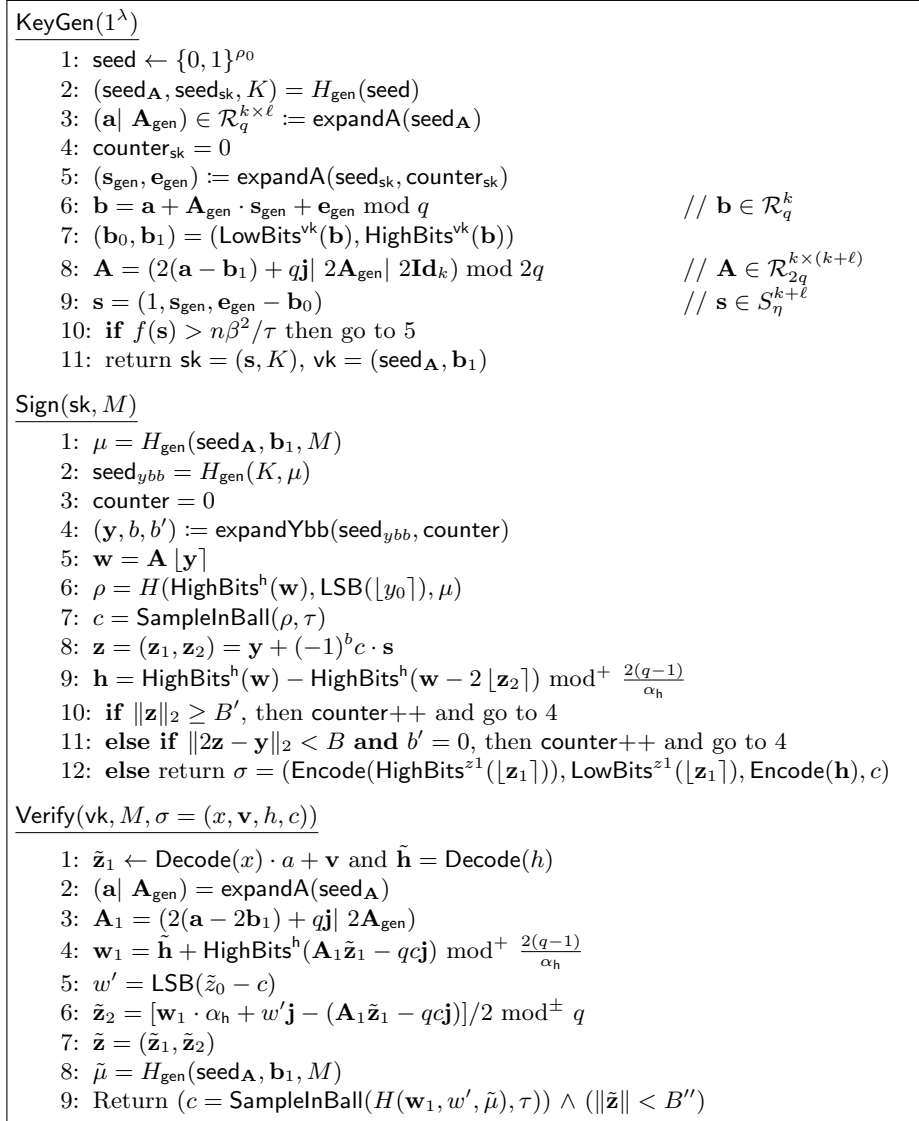 KeyGen(1^λ)
1: seed ← {0, 1}^{ρ_0}
2: (seed_A, seed_sk, K) = H_gen(seed)
3: (a| A_gen) ∈ R_q^{k×ℓ} := expandA(seed_A)
4: counter_sk = 0
5: (s_gen, e_gen) := expandA(seed_sk, counter_sk)
6: b = a + A_gen · s_gen + e_gen mod q // b ∈ R_q^k
7: (b_0, b_1) = (LowBits^vk(b), HighBits^vk(b))
8: A = (2(a − b_1) + qj| 2A_gen| 2Id_k) mod 2q // A ∈ R_{2q}^{k×(k+ℓ)}
9: s = (1, s_gen, e_gen − b_0) // s ∈ S_η^{k+ℓ}
10: if f(s) > nβ^2/τ then go to 5
11: return sk = (s, K), vk = (seed_A, b_1)
Sign(sk, M)
1: μ = H_gen(seed_A, b_1, M)
2: seed_ybb = H_gen(K, μ)
3: counter = 0
4: (y, b, b′) := expandYbb(seed_ybb, counter)
5: w = A ⌊y⌉
6: ρ = H(HighBits^h(w), LSB(⌊y_0⌉), μ)
7: c = SampleInBall(ρ, τ)
8: z = (z_1, z_2) = y + (−1)^b c · s
9: h = HighBits^h(w) − HighBits^h(w − 2 ⌊z_2⌉) mod^+ 2(q−1)/α_h
10: if ‖z‖_2 ≥ B′, then counter++ and go to 4
11: else if ‖2z − y‖_2 < B and b′ = 0, then counter++ and go to 4
12: else return σ = (Encode(HighBits^{z1}(⌊z_1⌉)), LowBits^{z1}(⌊z_1⌉), Encode(h), c)
Verify(vk, M, σ = (x, v, h, c))
1: z̃_1 ← Decode(x) · a + v and h̃ = Decode(h)
2: (a| A_gen) = expandA(seed_A)
3: A_1 = (2(a − 2b_1) + qj| 2A_gen)
4: w_1 = h̃ + HighBits^h(A_1z̃_1 − qcj) mod^+ 2(q−1)/α_h
5: w′ = LSB(z̃_0 − c)
6: z̃_2 = [w_1 · α_h + w′j − (A_1z̃_1 − qcj)]/2 mod^± q
7: z̃ = (z̃_1, z̃_2)
8: μ̃ = H_gen(seed_A, b_1, M)
9: Return (c = SampleInBall(H(w_1, w′, μ̃), τ)) ∧ (‖z̃‖ < B′′)